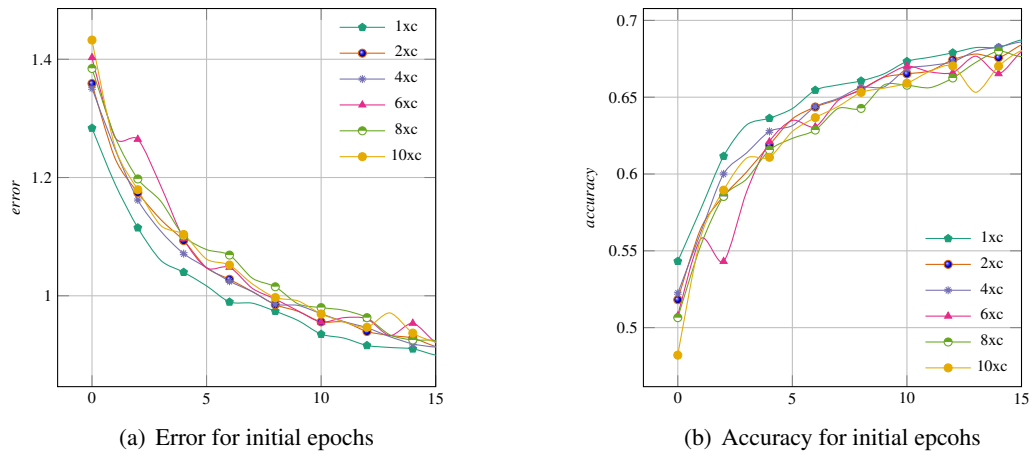 1.4
1.2
1
error
0
5
10
15
1xc
2xc
4xc
6xc
8xc
10xc
(a) Error for initial epochs
0.7
0.65
0.6
0.55
0.5
accuracy
0
5
10
15
1xc
2xc
4xc
6xc
8xc
10xc
(b) Accuracy for initial epcohs